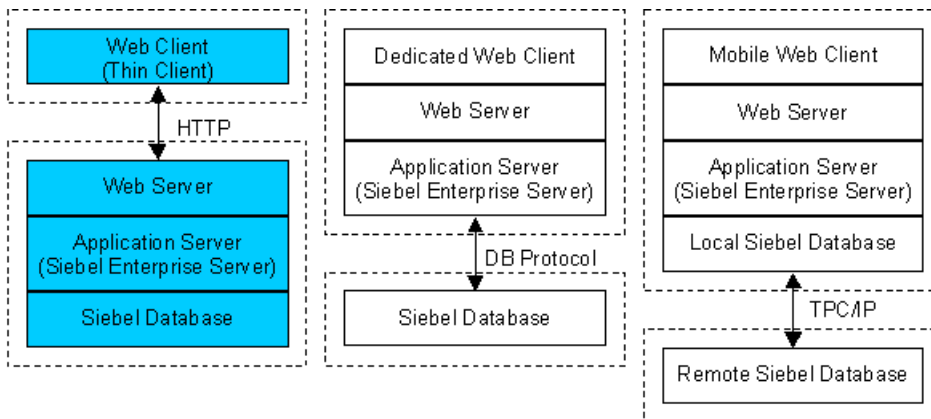 Web Client
(Thin Client)
HTTP
Web Server
Application Server
(Siebel Enterprise Server)
Siebel Database
Dedicated Web Client
Web Server
Application Server
(Siebel Enterprise Server)
DB Protocol
Siebel Database
Mobile Web Client
Web Server
Application Server
(Siebel Enterprise Server)
Local Siebel Database
TPC/IP
Remote Siebel Database